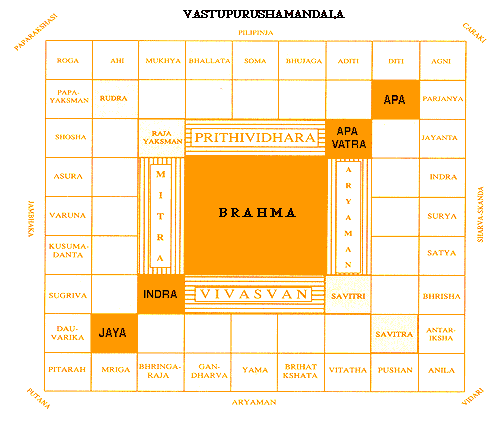 VASTUPURUSHAMANDALA
PAPARAKSHASI
PILIPINJA
CARAKI
ROGA AHI MUKHYA BHALLATA SOMA BHUJAGA ADITI DITI AGNI
PAPA-
YAKSMAN
RUDRA
APA
PARJANYA
SHOSHA
RAJA
YAKSMAN
PRITHIVIDHARA
APA
VATRA
JAYANTA
ASURA
MITRA
BRAHMA
ARYAMAN
INDRA
JAMBHAKA
VARUNA
SURYA
SHARVA-SKANDA
KUSUMA-
DANTA
SATYA
SUGRIVA
INDRA
VIVASVAN
SAVITRI
BHRISHA
DAU-
VARIKA
JAYA
SAVITRA
ANTAR-
IKSHA
PITARAH MRIGA BHRINGA-
RAJA
GAN-
DHARVA
YAMA BRIHAT
KSHATA
VITATHA PUSHAN ANILA
PUTANA
ARYAMAN
VIDARI